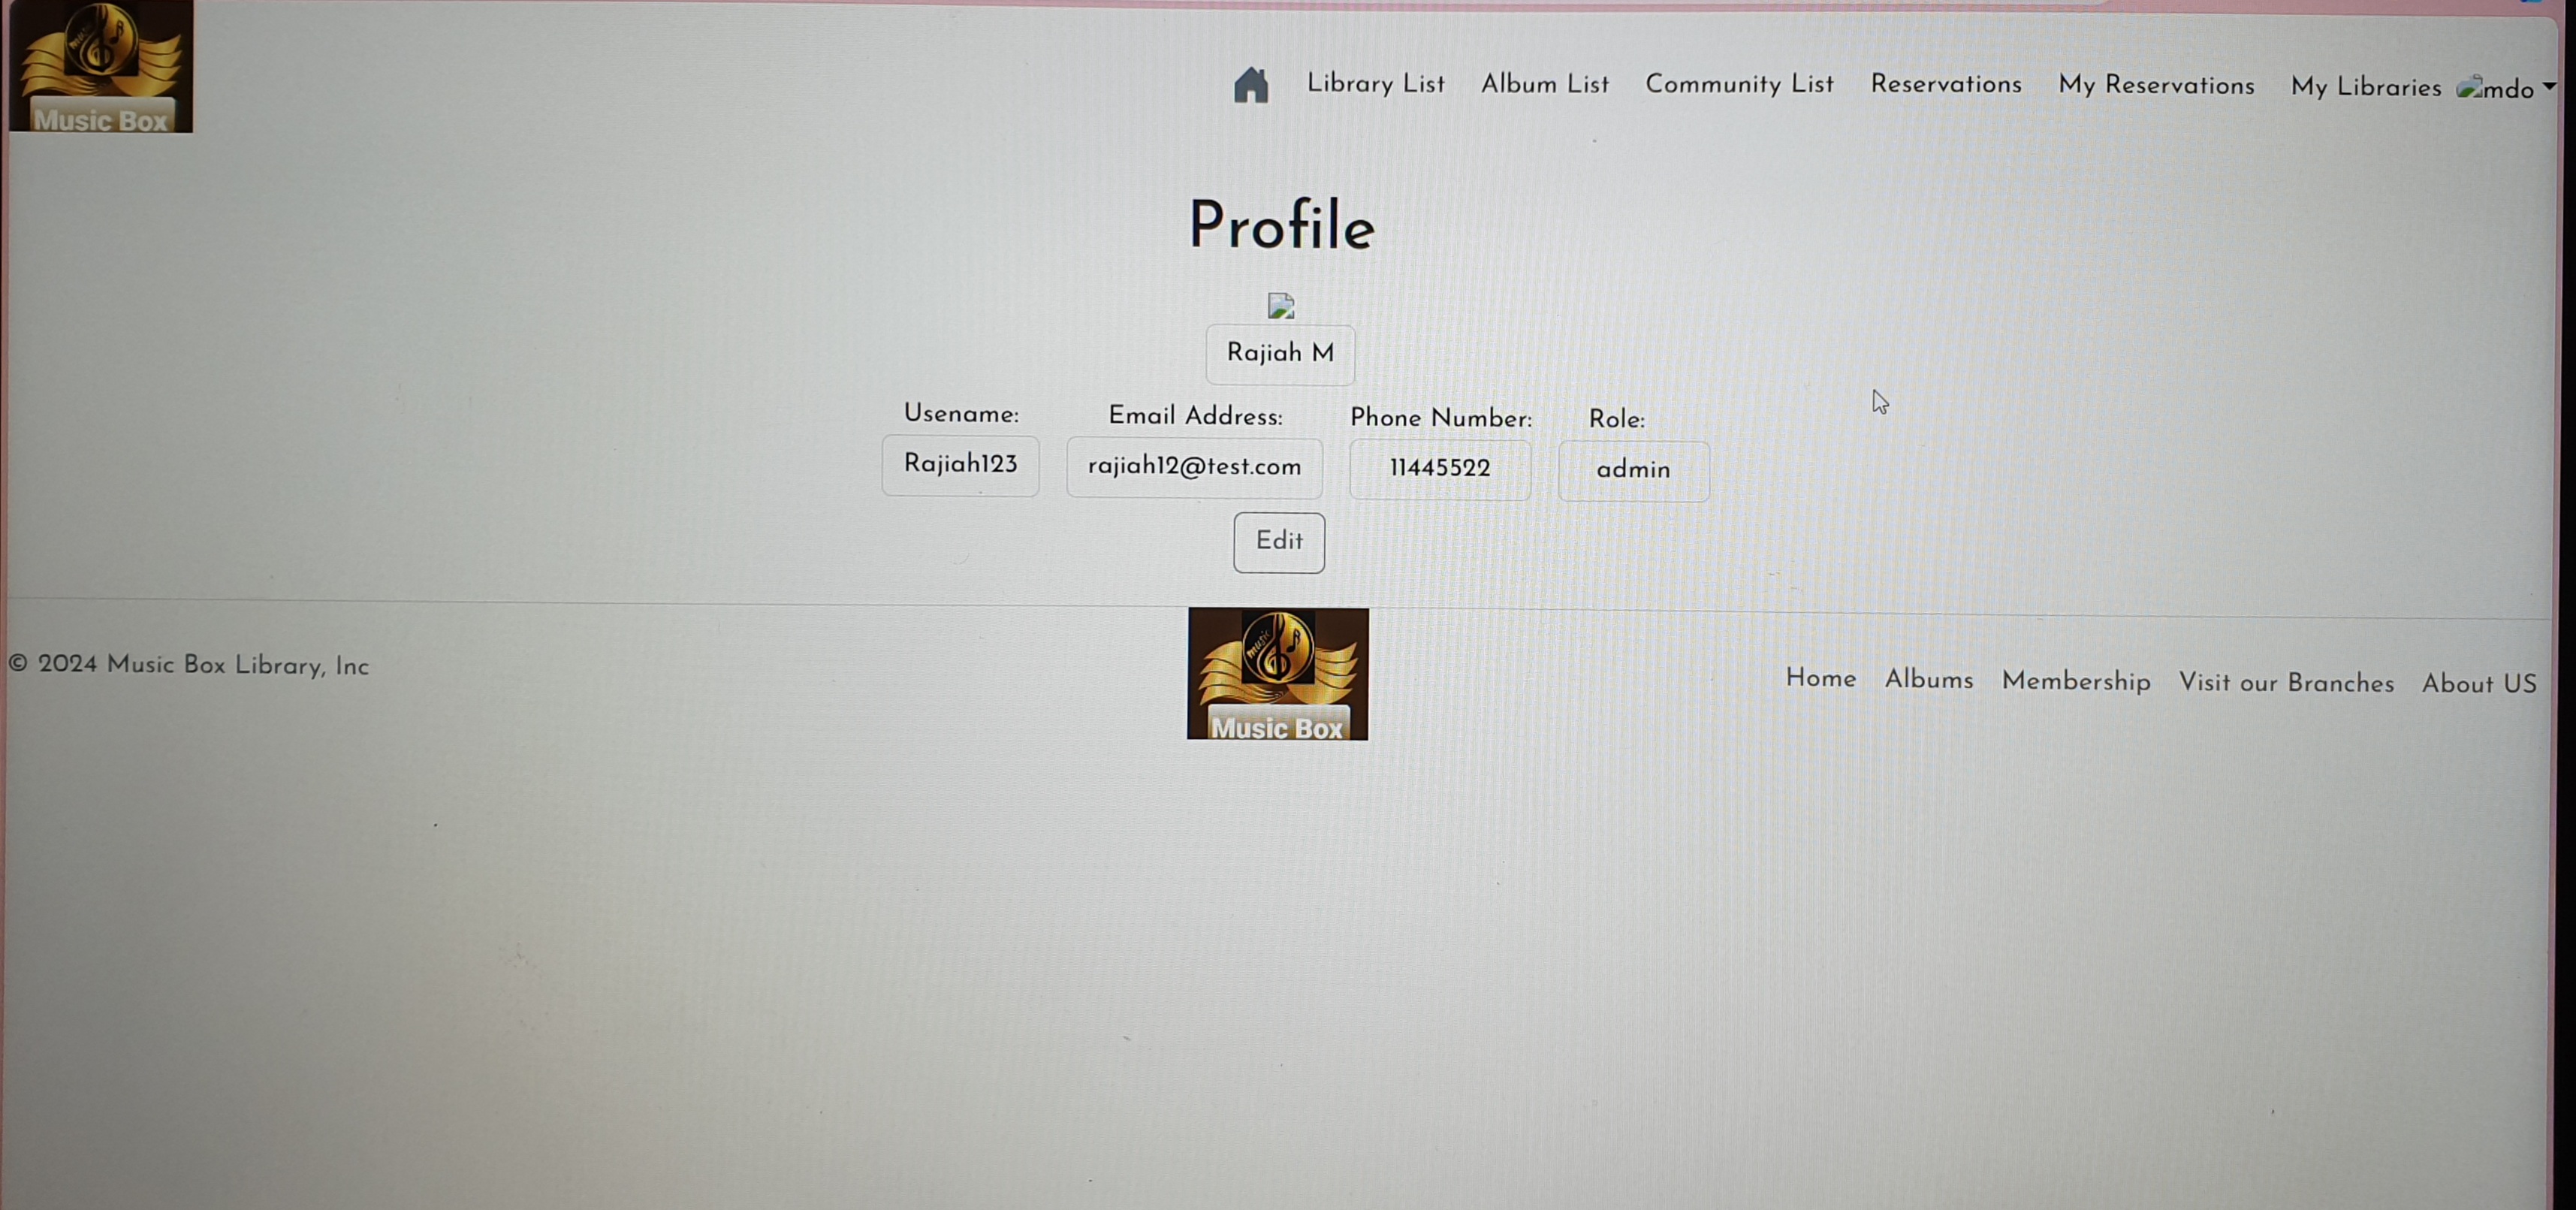 Music Box
Library List Album List Community List Reservations My Reservations My Libraries mdo
Profile
Rajiah M
Usename: Email Address: Phone Number: Role:
Rajiah123 rajiah12@test.com 11445522 admin
Edit
© 2024 Music Box Library, Inc
music
Music Box
Home Albums Membership Visit our Branches About US